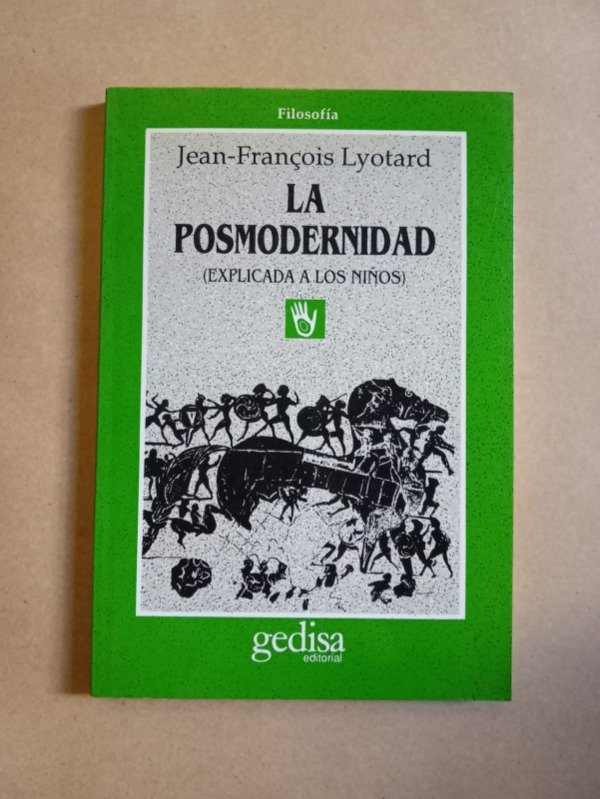 Filosofía
Jean-François Lyotard
LA
POSMODERNIDAD
(EXPLICADA A LOS NIÑOS)
gedisa
editorial